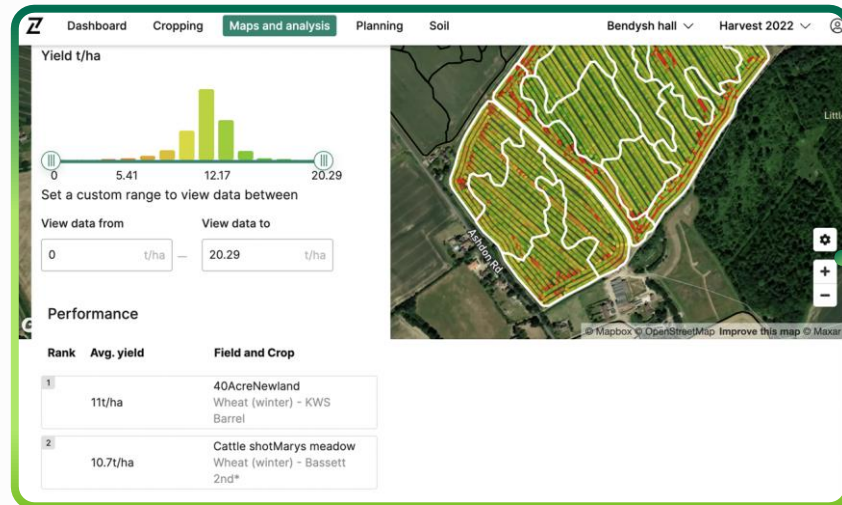 Dashboard Cropping Maps and analysis Planning Soil Bendysh hall Harvest 2022
Yield t/ha
0 5.41 12.17 20.29
Set a custom range to view data between
View data from View data to
0 t/ha — 20.29 t/ha
Performance
Rank Avg. yield Field and Crop
1
11t/ha
40AcreNewland
Wheat (winter) - KWS
Barrel
2
10.7t/ha
Cattle shotMarys meadow
Wheat (winter) - Bassett
2nd*
Ashdon Rd
Little
+
−
© Mapbox © OpenStreetMap Improve this map © Maxar